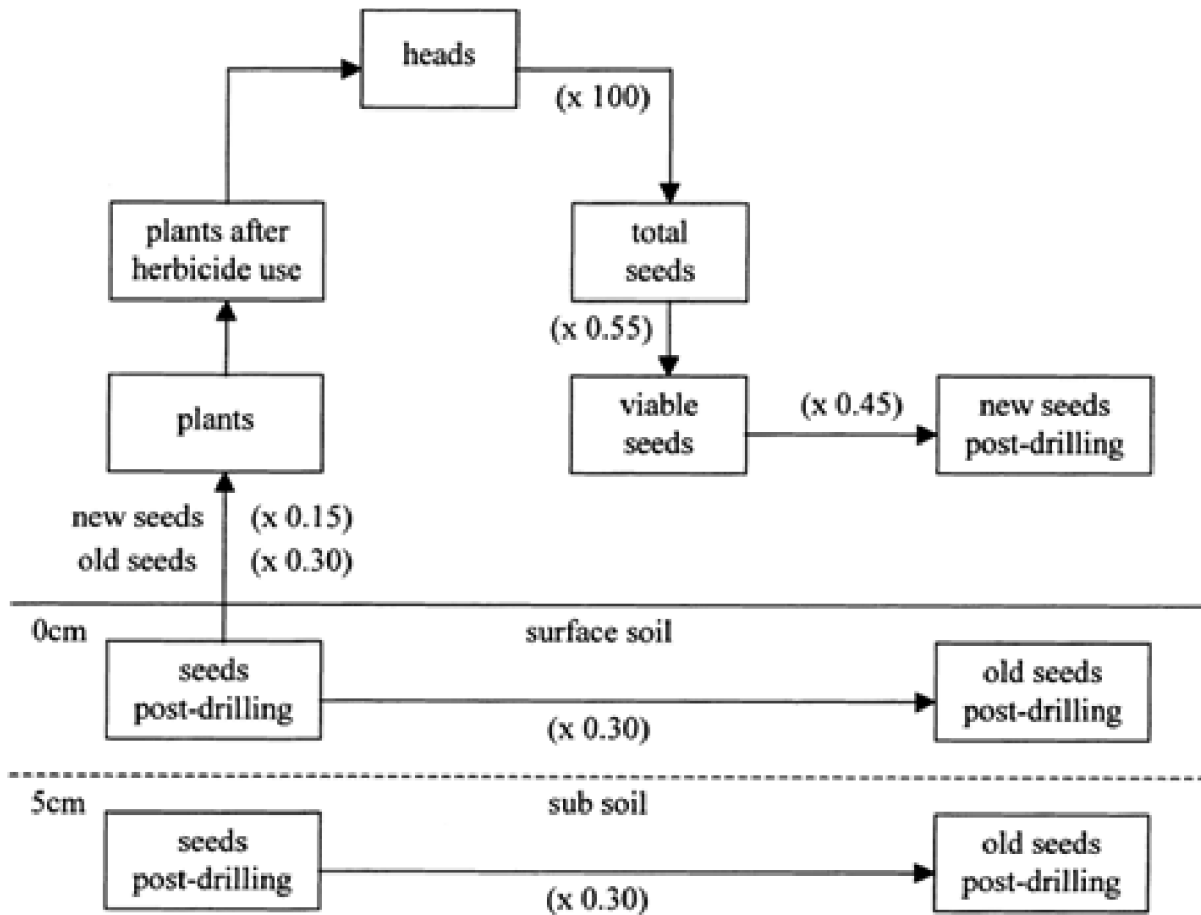 heads
(x 100)
plants after
herbicide use
total
seeds
(x 0.55)
plants
viable
seeds
(x 0.45)
new seeds
post-drilling
new seeds (x 0.15)
old seeds (x 0.30)
0cm surface soil
seeds
post-drilling
(x 0.30)
old seeds
post-drilling
5cm sub soil
seeds
post-drilling
(x 0.30)
old seeds
post-drilling